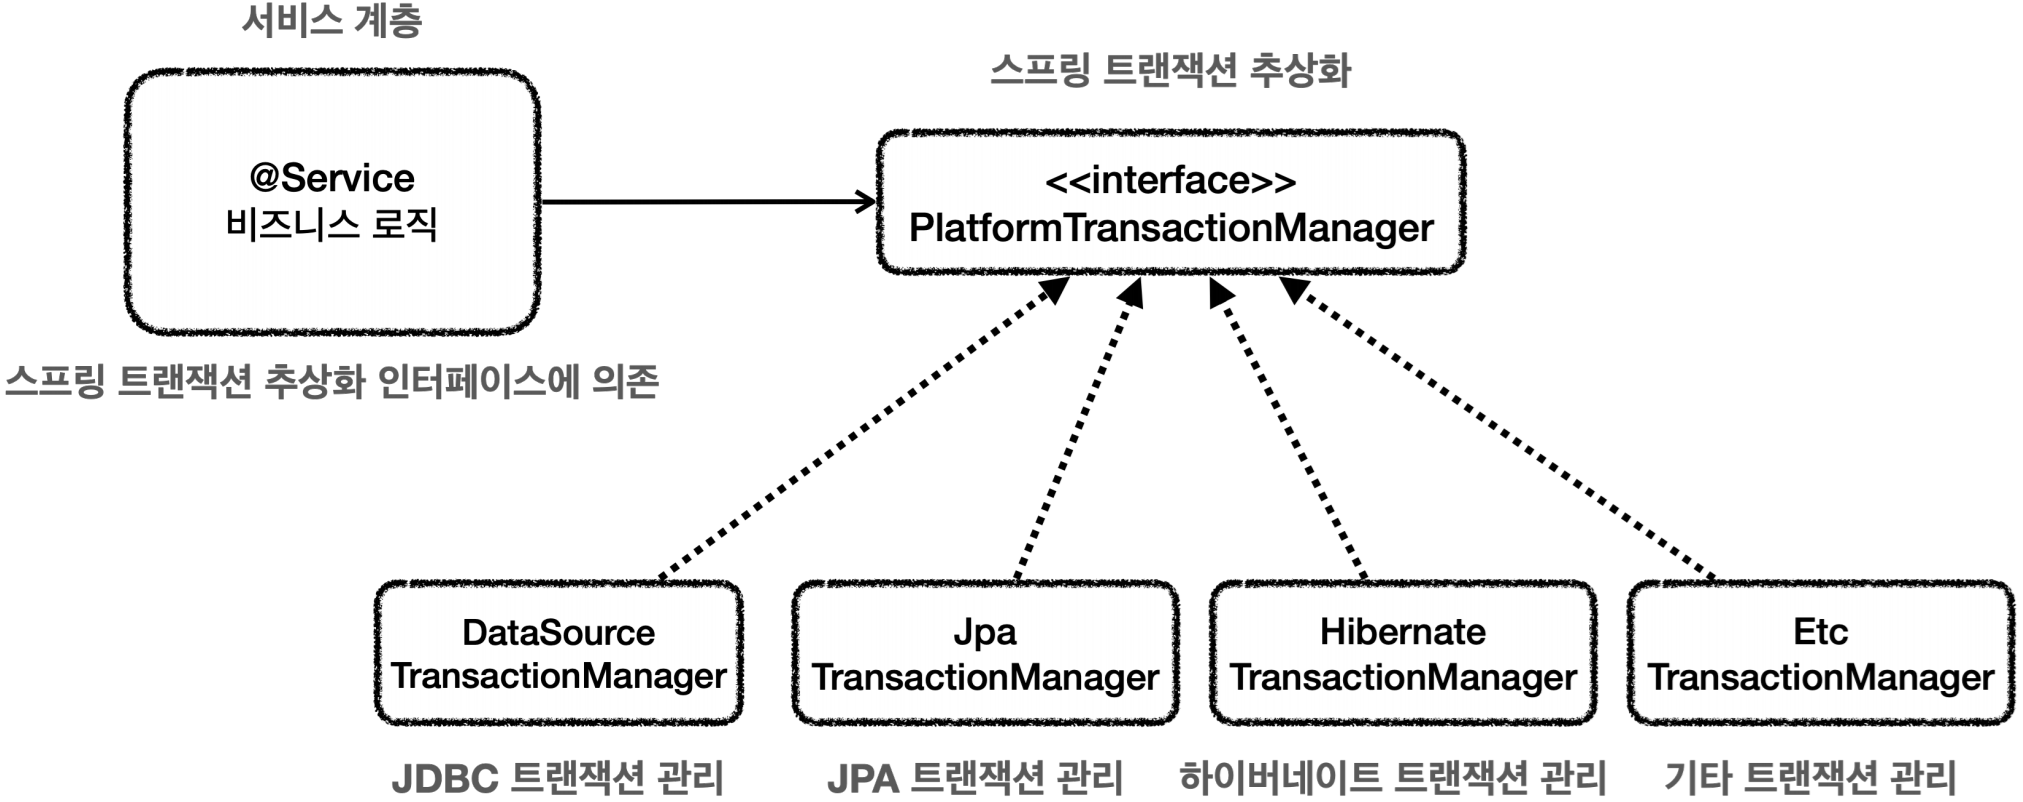 서비스 계층
@Service
비즈니스 로직
스프링 트랜잭션 추상화 인터페이스에 의존
스프링 트랜잭션 추상화
<<interface>>
PlatformTransactionManager
DataSource
TransactionManager
JDBC 트랜잭션 관리
Jpa
TransactionManager
JPA 트랜잭션 관리
Hibernate
TransactionManager
하이버네이트 트랜잭션 관리
Etc
TransactionManager
기타 트랜잭션 관리